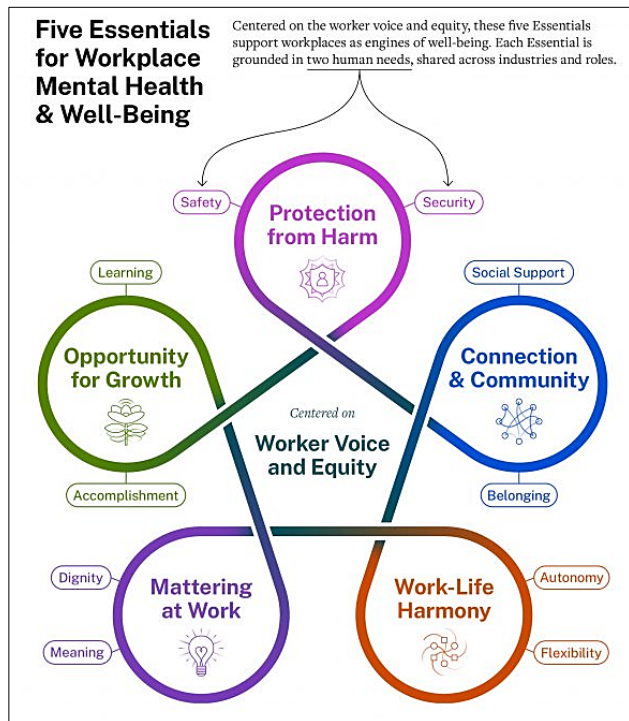 Five Essentials
for Workplace
Mental Health
& Well-Being
Centered on the worker voice and equity, these five Essentials
support workplaces as engines of well-being. Each Essential is
grounded in two human needs, shared across industries and roles.
Safety
Security
Protection
from Harm
Learning
Social Support
Opportunity
for Growth
Connection
& Community
Centered on
Worker Voice
and Equity
Accomplishment
Belonging
Dignity
Autonomy
Mattering
at Work
Work-Life
Harmony
Meaning
Flexibility